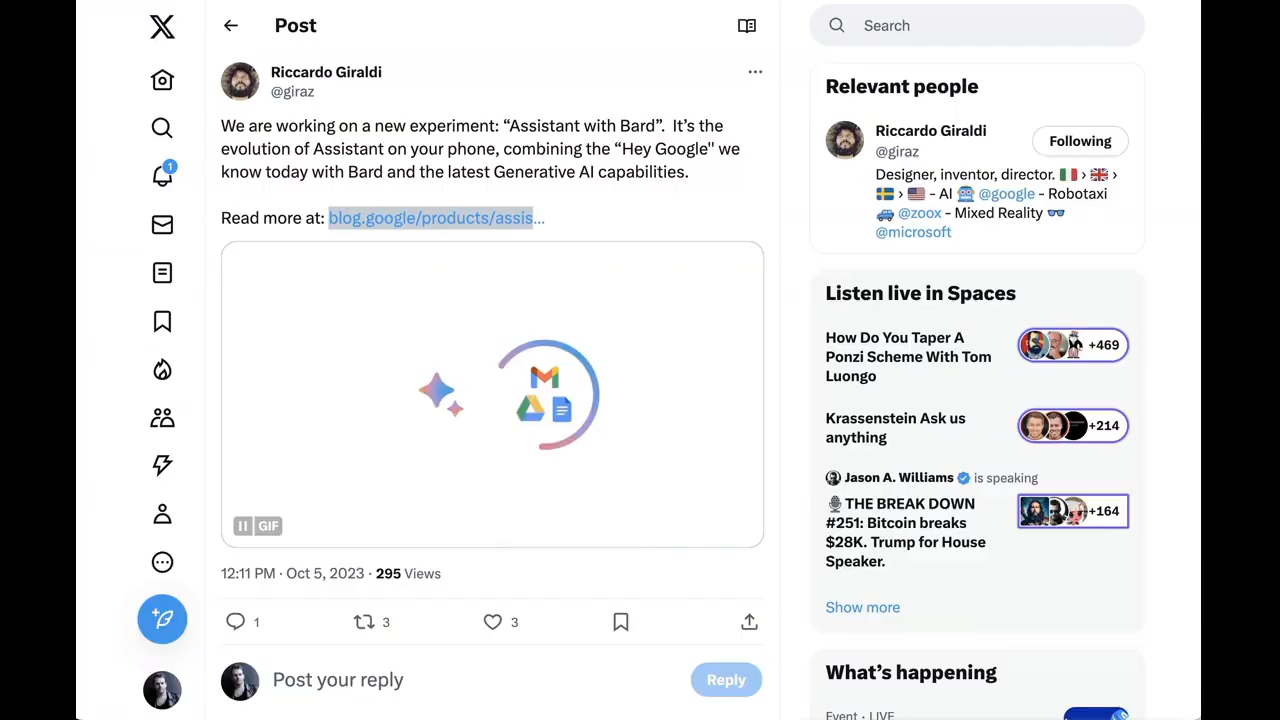 Post
Search
Riccardo Giraldi
@giraz
We are working on a new experiment: “Assistant with Bard”.  It’s the
evolution of Assistant on your phone, combining the “Hey Google" we
know today with Bard and the latest Generative AI capabilities.
Read more at: blog.google/products/assis…
GIF
12:11 PM · Oct 5, 2023 · 295 Views
1
3
3
Post your reply
Reply
1
Relevant people
Riccardo Giraldi
@giraz
Following
Designer, inventor, director. 🇮🇹 › 🇬🇧 ›
🇸🇪 › 🇺🇸 - AI 🤖 @google - Robotaxi
🚙 @zoox - Mixed Reality 👓
@microsoft
Listen live in Spaces
How Do You Taper A
Ponzi Scheme With Tom
Luongo
+469
Krassenstein Ask us
anything
+214
Jason A. Williams is speaking
🎙️THE BREAK DOWN
#251: Bitcoin breaks
$28K. Trump for House
Speaker.
+164
Show more
What’s happening
Event · LIVE